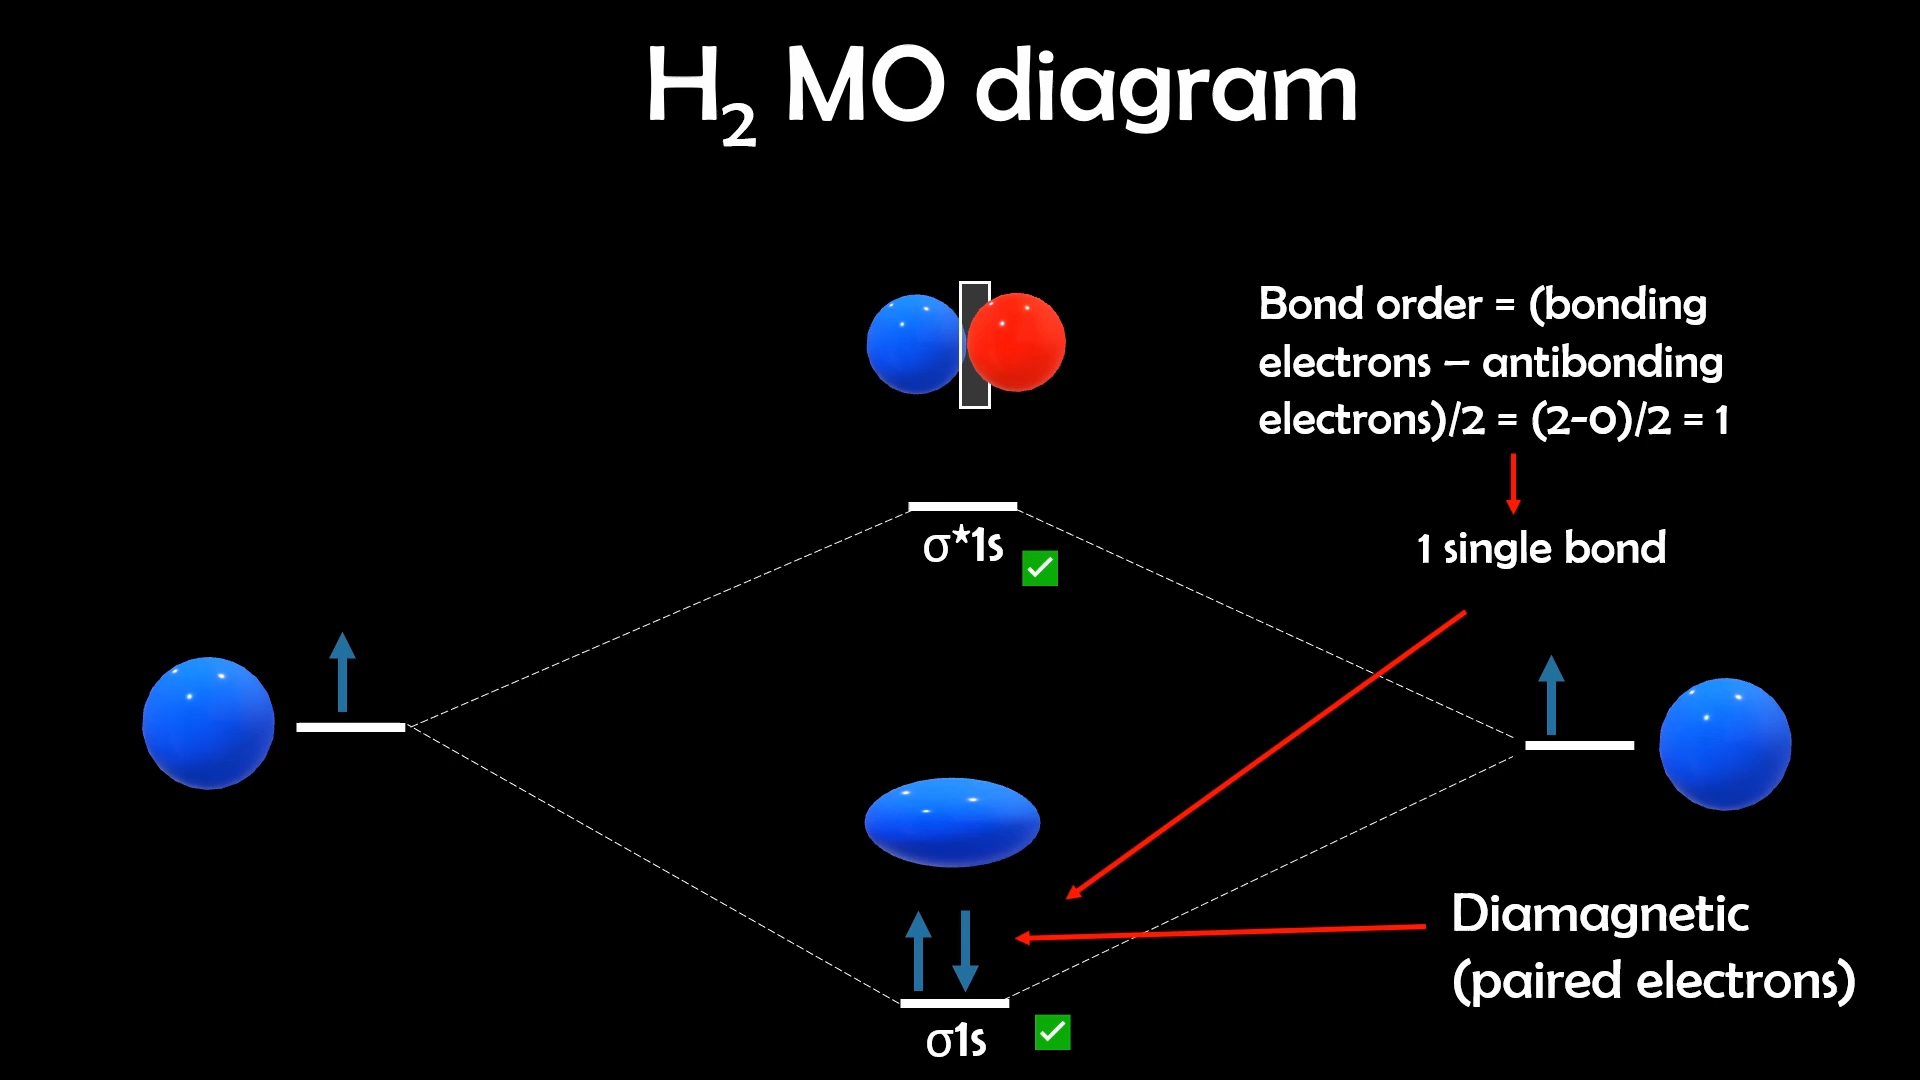 H₂ MO diagram
Bond order = (bonding
electrons – antibonding
electrons)/2 = (2-0)/2 = 1
1 single bond
σ*1s
Diamagnetic
(paired electrons)
σ1s